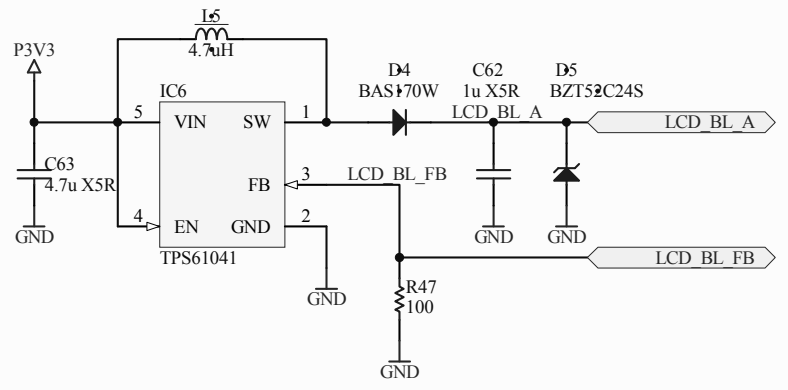 L5
4.7uH
P3V3
D4
BAS170W
C62
1u X5R
D5
BZT52C24S
IC6
5
VIN
SW
1
LCD_BL_A
LCD_BL_A
C63
4.7u X5R
FB
3
LCD_BL_FB
4
EN
GND
2
GND
GND
GND
TPS61041
LCD_BL_FB
GND
R47
100
GND